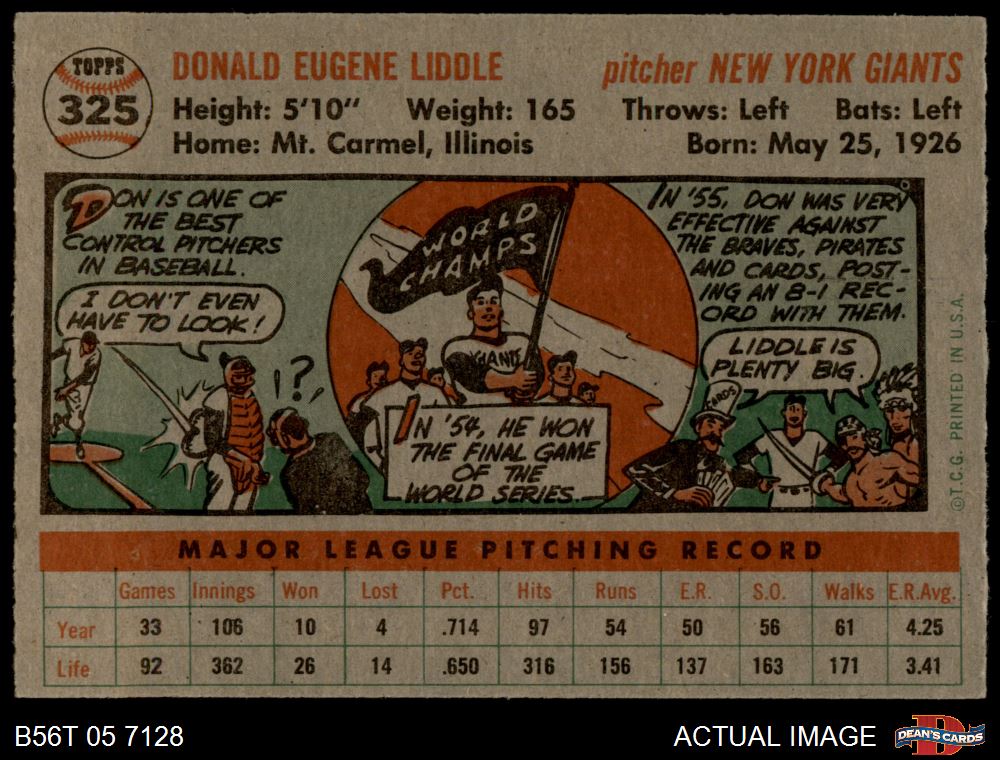 TOPPS
325
DONALD EUGENE LIDDLE
pitcher NEW YORK GIANTS
Height: 5'10" Weight: 165 Throws: Left Bats: Left
Home: Mt. Carmel, Illinois Born: May 25, 1926
DON IS ONE OF
THE BEST
CONTROL PITCHERS
IN BASEBALL.
I DON'T EVEN
HAVE TO LOOK!
!?!
WORLD
CHAMPS
GIANTS
IN '54, HE WON
THE FINAL GAME
OF THE
WORLD SERIES.
IN '55, DON WAS VERY
EFFECTIVE AGAINST
THE BRAVES, PIRATES
AND CARDS, POST-
ING AN 8-1 REC-
ORD WITH THEM.
LIDDLE IS
PLENTY BIG.
CARDS
©T.C.G. PRINTED IN U.S.A.
MAJOR LEAGUE PITCHING RECORD
Games Innings Won Lost Pct. Hits Runs E.R. S.O. Walks E.R.Avg.
Year 33 106 10 4 .714 97 54 50 56 61 4.25
Life 92 362 26 14 .650 316 156 137 163 171 3.41
B56T 05 7128
ACTUAL IMAGE
D
DEAN'S CARDS